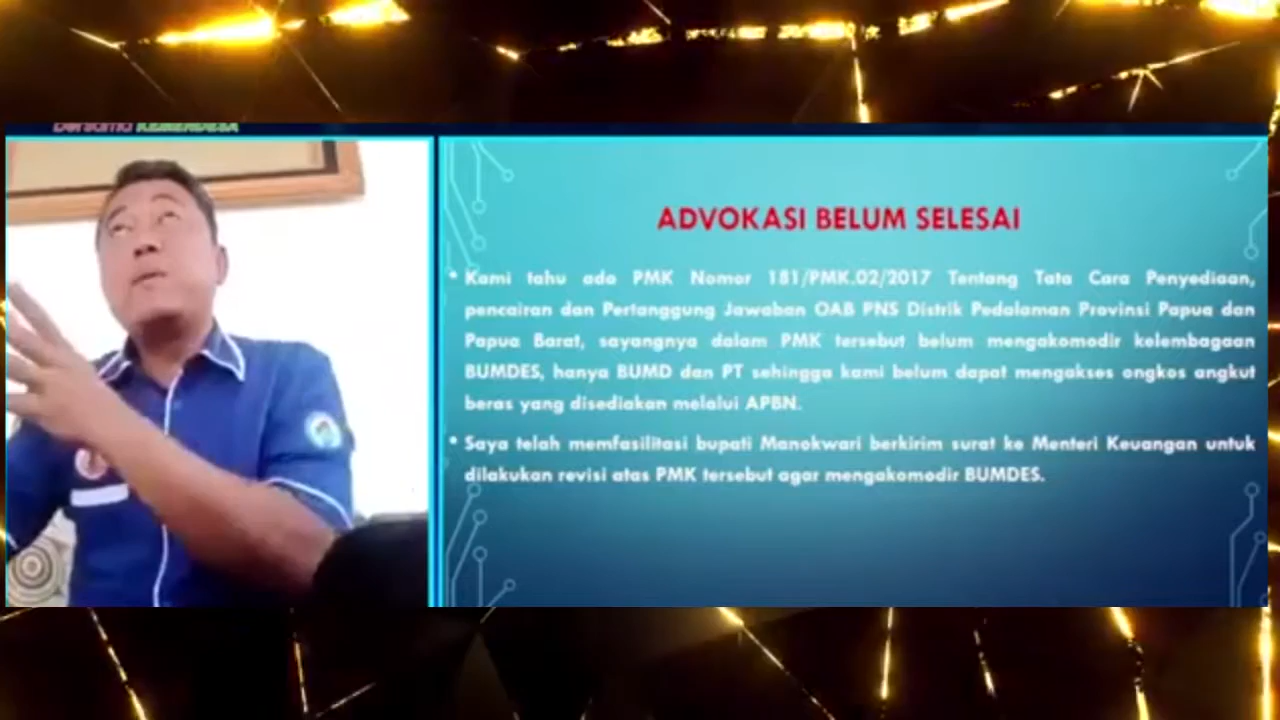 bersama KEMENDESA
ADVOKASI BELUM SELESAI
• Kami tahu ada PMK Nomor 181/PMK.02/2017 Tentang Tata Cara Penyediaan,
pencairan dan Pertanggung Jawaban OAB PNS Distrik Pedalaman Provinsi Papua dan
Papua Barat, sayangnya dalam PMK tersebut belum mengakomodir kelembagaan
BUMDES, hanya BUMD dan PT sehingga kami belum dapat mengakses ongkos angkut
beras yang disediakan melalui APBN.
• Saya telah memfasilitasi bupati Manokwari berkirim surat ke Menteri Keuangan untuk
dilakukan revisi atas PMK tersebut agar mengakomodir BUMDES.